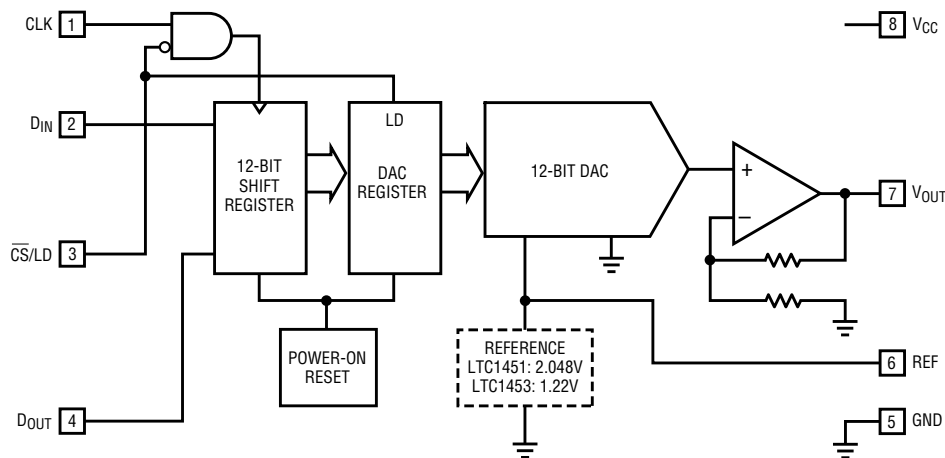 CLK 1
8 VCC
DIN 2
LD
12-BIT
SHIFT
REGISTER
DAC
REGISTER
12-BIT DAC
+
−
7 VOUT
CS/LD 3
POWER-ON
RESET
REFERENCE
LTC1451: 2.048V
LTC1453: 1.22V
6 REF
DOUT 4
5 GND